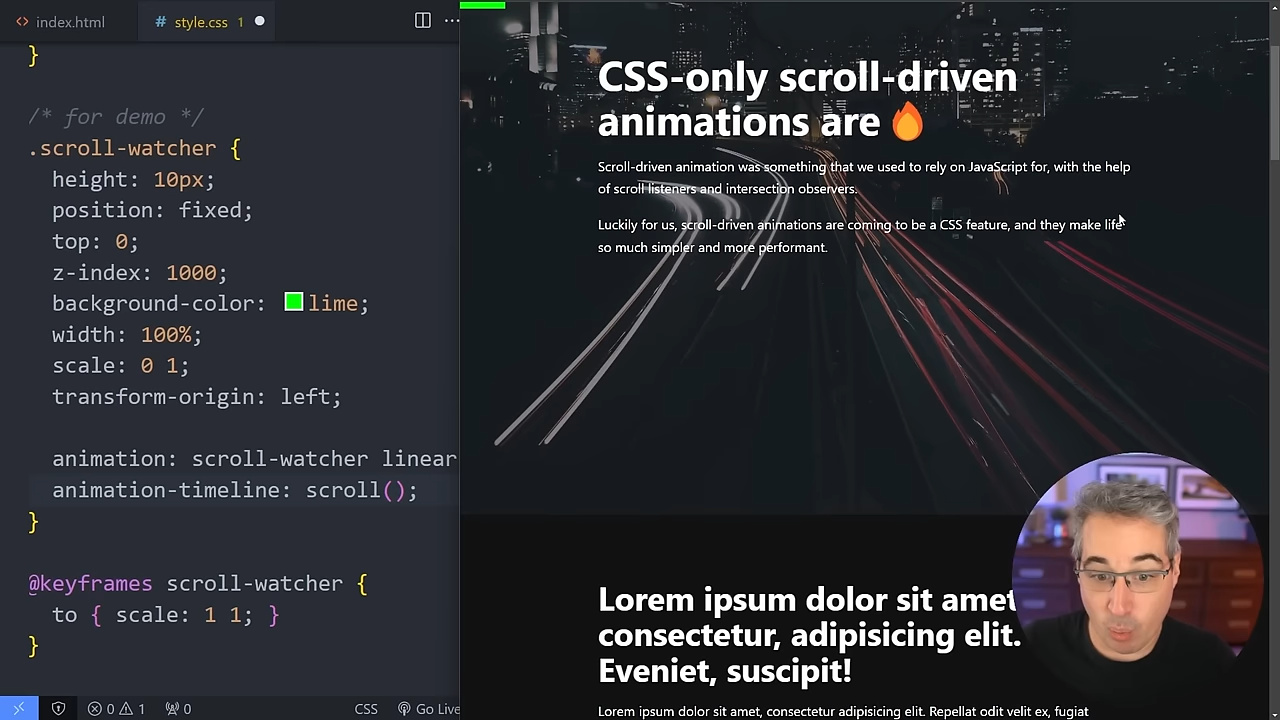 index.html
# style.css 1
}
/* for demo */
.scroll-watcher {
height: 10px;
position: fixed;
top: 0;
z-index: 1000;
background-color: lime;
width: 100%;
scale: 0 1;
transform-origin: left;
animation: scroll-watcher linear
animation-timeline: scroll();
}
@keyframes scroll-watcher {
to { scale: 1 1; }
}
0 1 0 CSS Go Live
CSS-only scroll-driven
animations are 🔥
Scroll-driven animation was something that we used to rely on JavaScript for, with the help
of scroll listeners and intersection observers.
Luckily for us, scroll-driven animations are coming to be a CSS feature, and they make life
so much simpler and more performant.
Lorem ipsum dolor sit amet
consectetur, adipisicing elit.
Eveniet, suscipit!
Lorem ipsum dolor sit amet, consectetur adipisicing elit. Repellat odit velit ex, fugiat